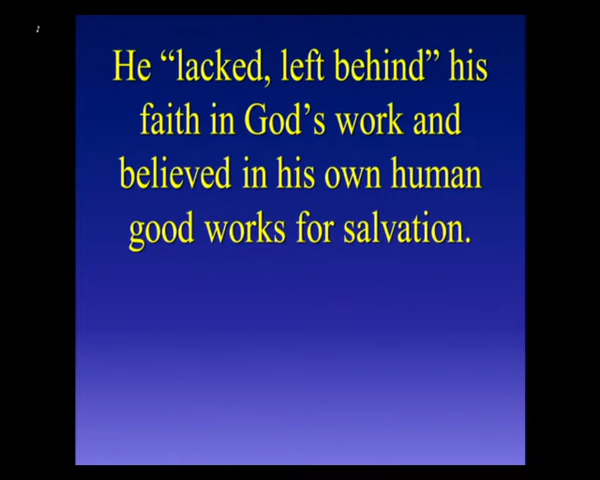 He “lacked, left behind” his
faith in God’s work and
believed in his own human
good works for salvation.